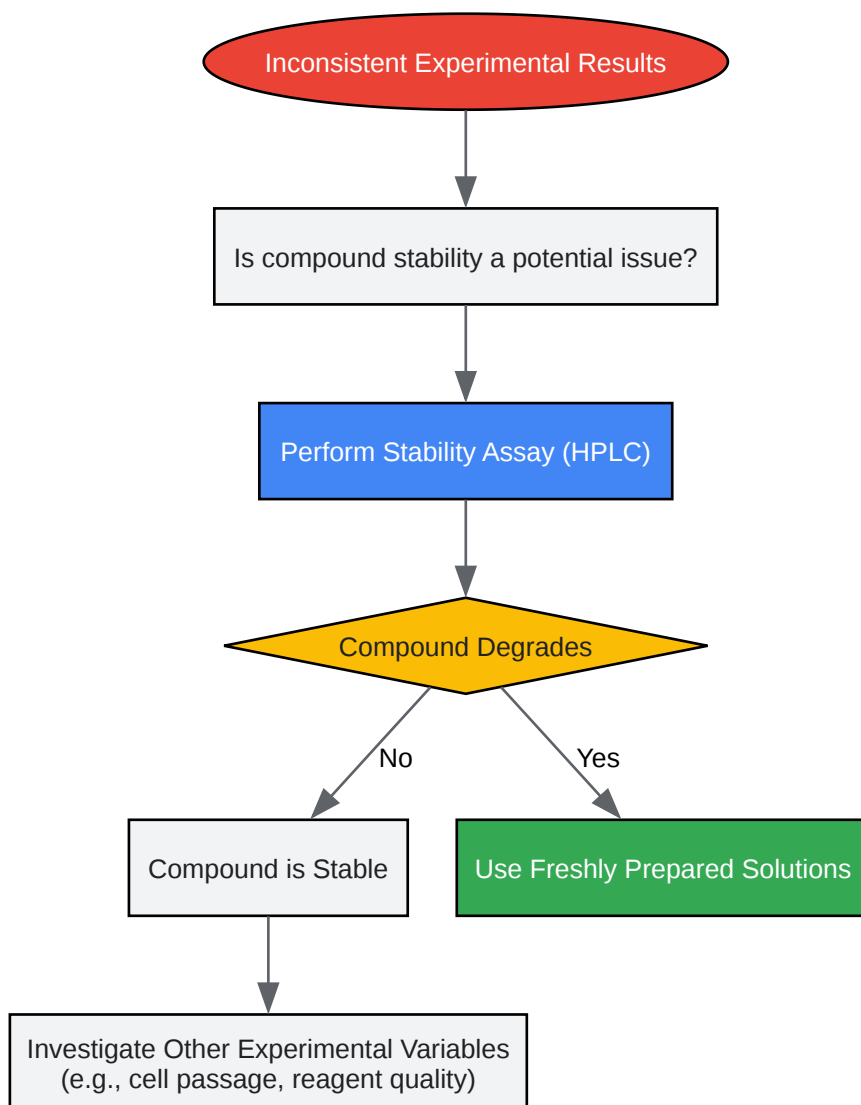 Inconsistent Experimental Results
Is compound stability a potential issue?
Perform Stability Assay (HPLC)
Compound Degrades
No
Yes
Compound is Stable
Use Freshly Prepared Solutions
Investigate Other Experimental Variables
(e.g., cell passage, reagent quality)